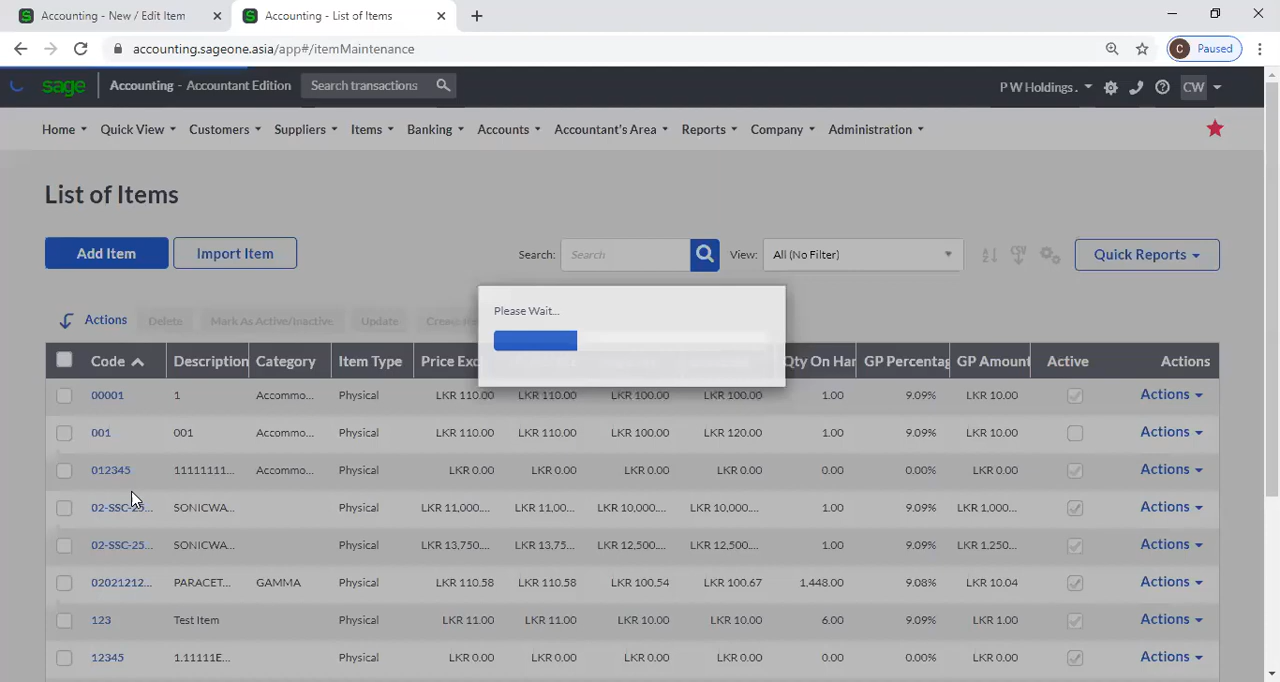 Accounting - New / Edit Item
Accounting - List of Items
accounting.sageone.asia/app#/itemMaintenance
C Paused
sage Accounting - Accountant Edition Search transactions P W Holdings . CW
Home Quick View Customers Suppliers Items Banking Accounts Accountant's Area Reports Company Administration
List of Items
Add Item Import Item Search: Search View: All (No Filter) CSV Quick Reports
Please Wait...
Actions Delete Mark As Active/Inactive Update
Code Description Category Item Type Price Exc Qty On Han GP Percentag GP Amount Active Actions
00001 1 Accommo... Physical LKR 110.00 LKR 110.00 LKR 100.00 LKR 100.00 1.00 9.09% LKR 10.00 Actions
001 001 Accommo... Physical LKR 110.00 LKR 110.00 LKR 100.00 LKR 120.00 1.00 9.09% LKR 10.00 Actions
012345 11111111... Accommo... Physical LKR 0.00 LKR 0.00 LKR 0.00 LKR 0.00 0.00 0.00% LKR 0.00 Actions
02-SSC-25... SONICWA... Physical LKR 11,000.... LKR 11,00... LKR 10,000.... LKR 10,000.... 1.00 9.09% LKR 1,000... Actions
02-SSC-25... SONICWA... Physical LKR 13,750.... LKR 13,75... LKR 12,500.... LKR 12,500.... 1.00 9.09% LKR 1,250... Actions
02021212... PARACET... GAMMA Physical LKR 110.58 LKR 110.58 LKR 100.54 LKR 100.67 1,448.00 9.08% LKR 10.04 Actions
123 Test Item Physical LKR 11.00 LKR 11.00 LKR 10.00 LKR 10.00 6.00 9.09% LKR 1.00 Actions
12345 1.11111E... Physical LKR 0.00 LKR 0.00 LKR 0.00 LKR 0.00 0.00 0.00% LKR 0.00 Actions